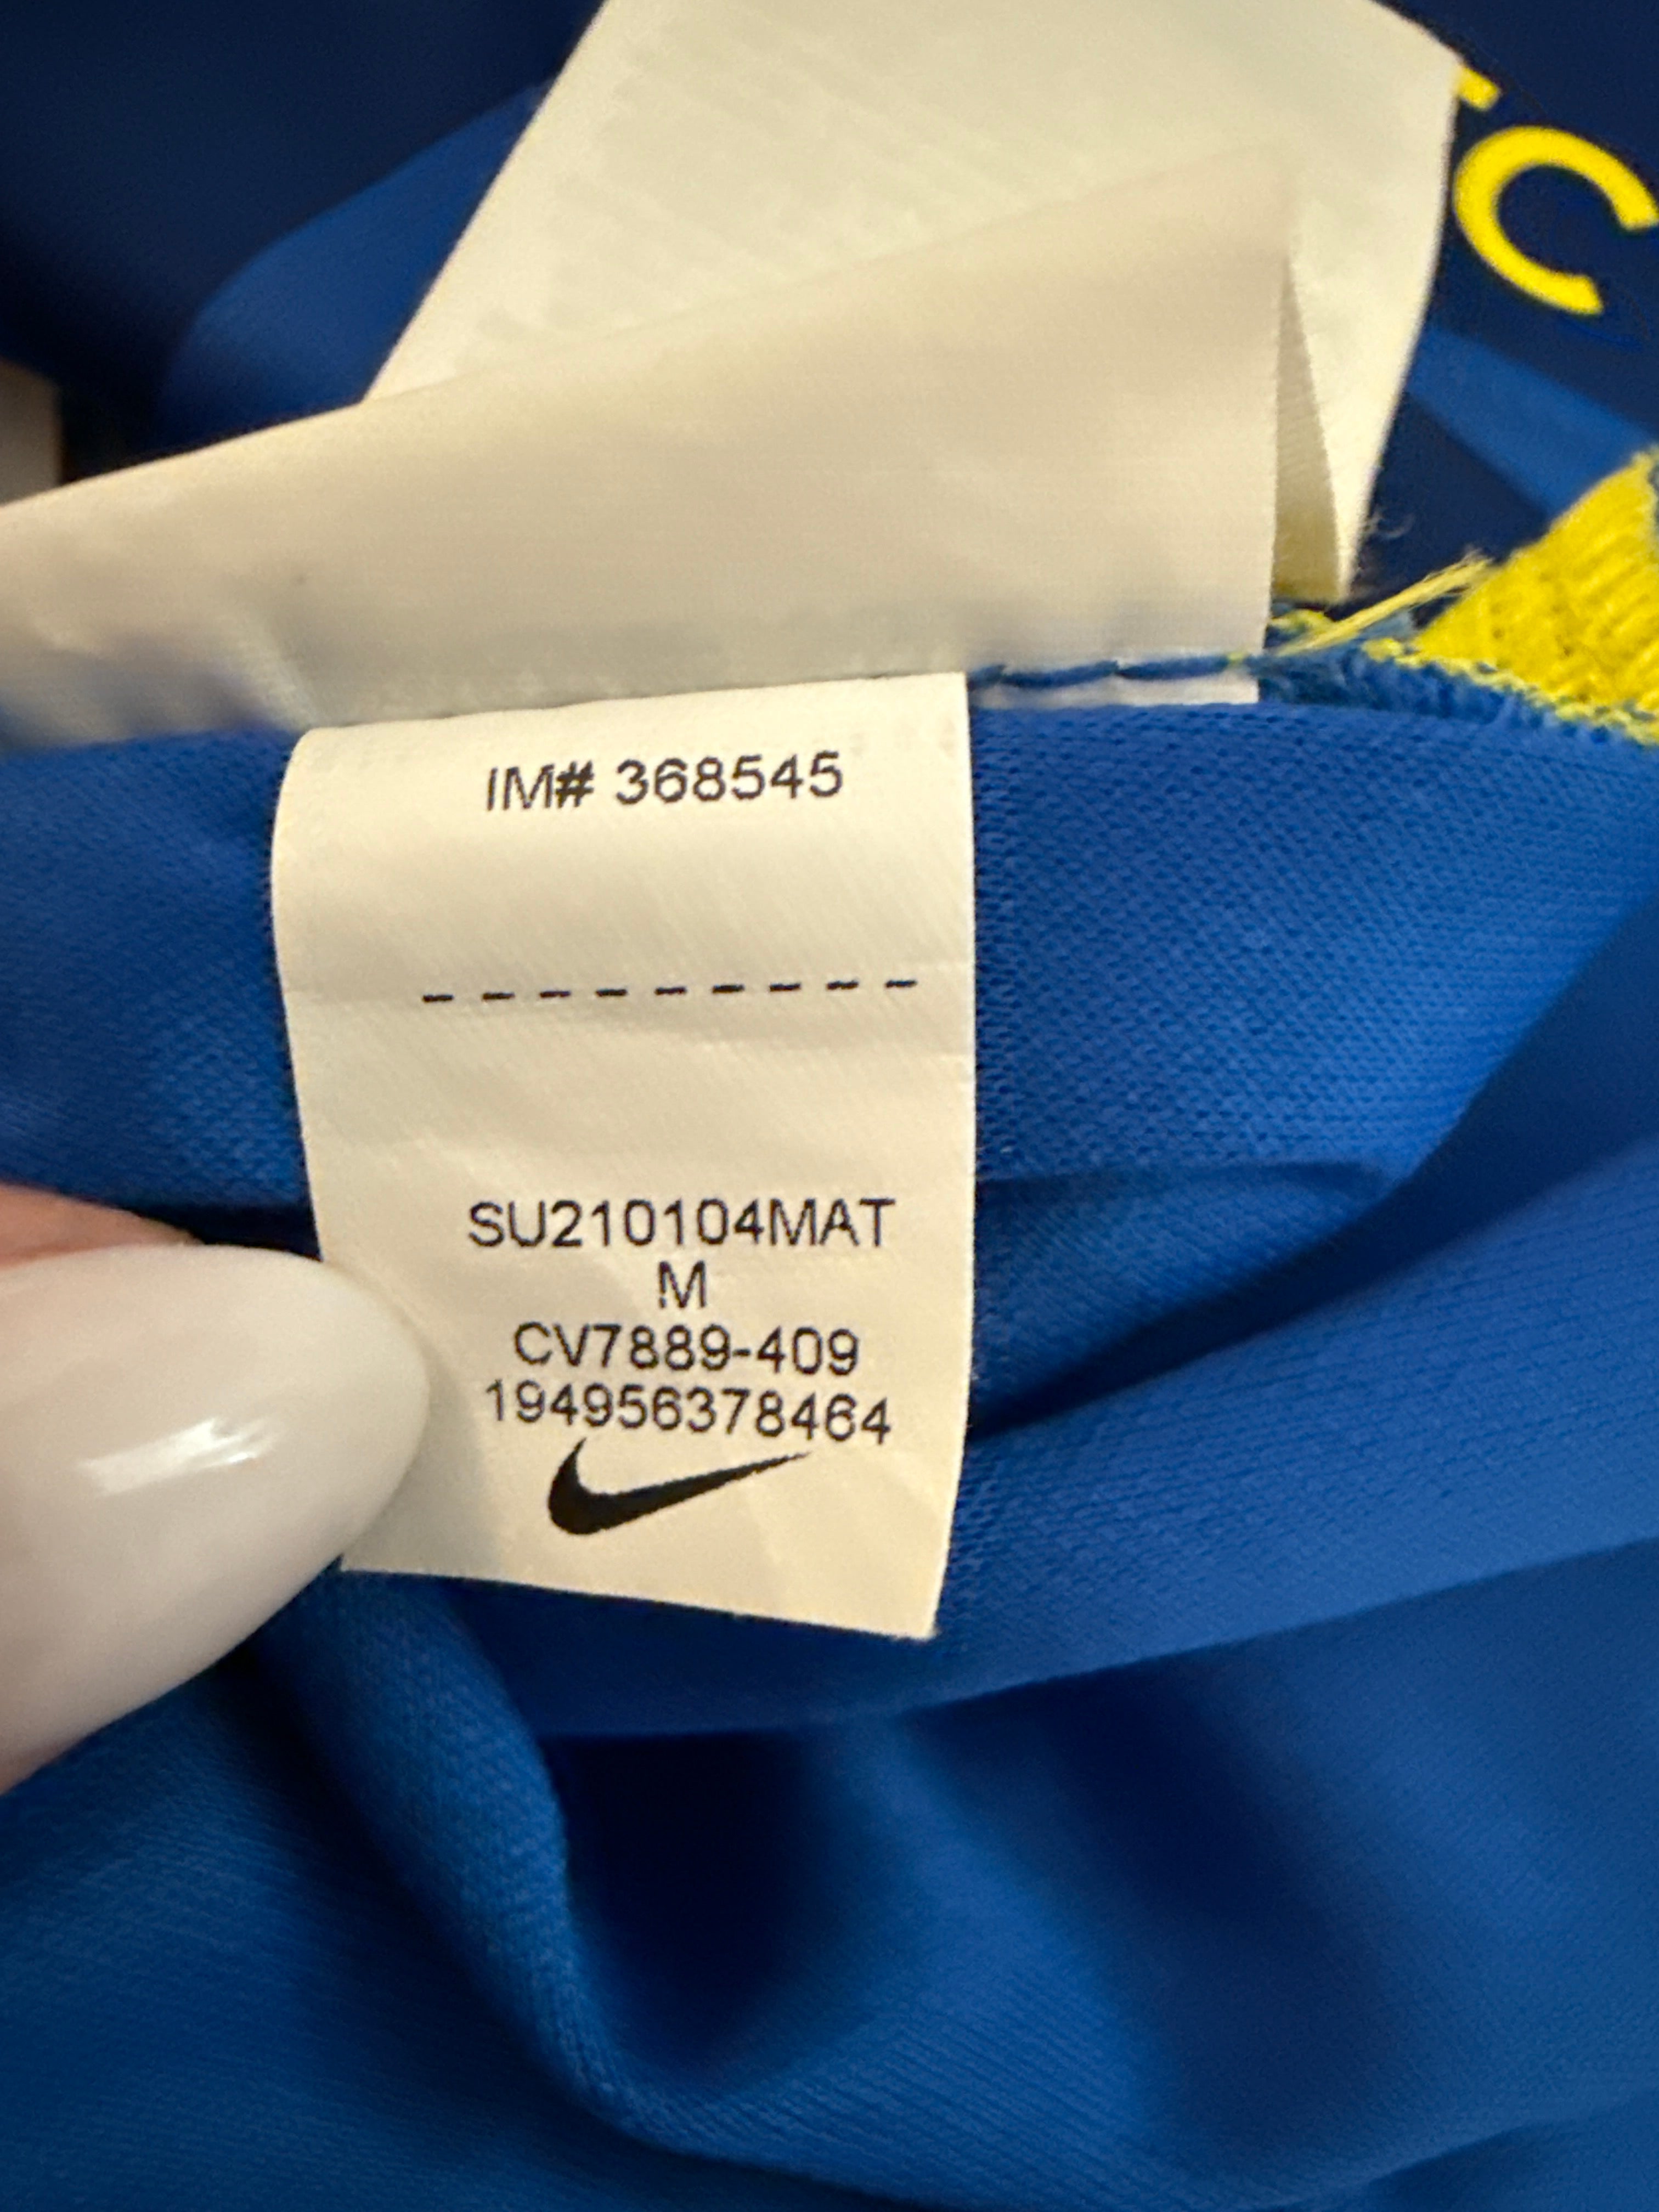 IM# 368545
- - - - - - - - -
SU210104MAT
M
CV7889-409
194956378464